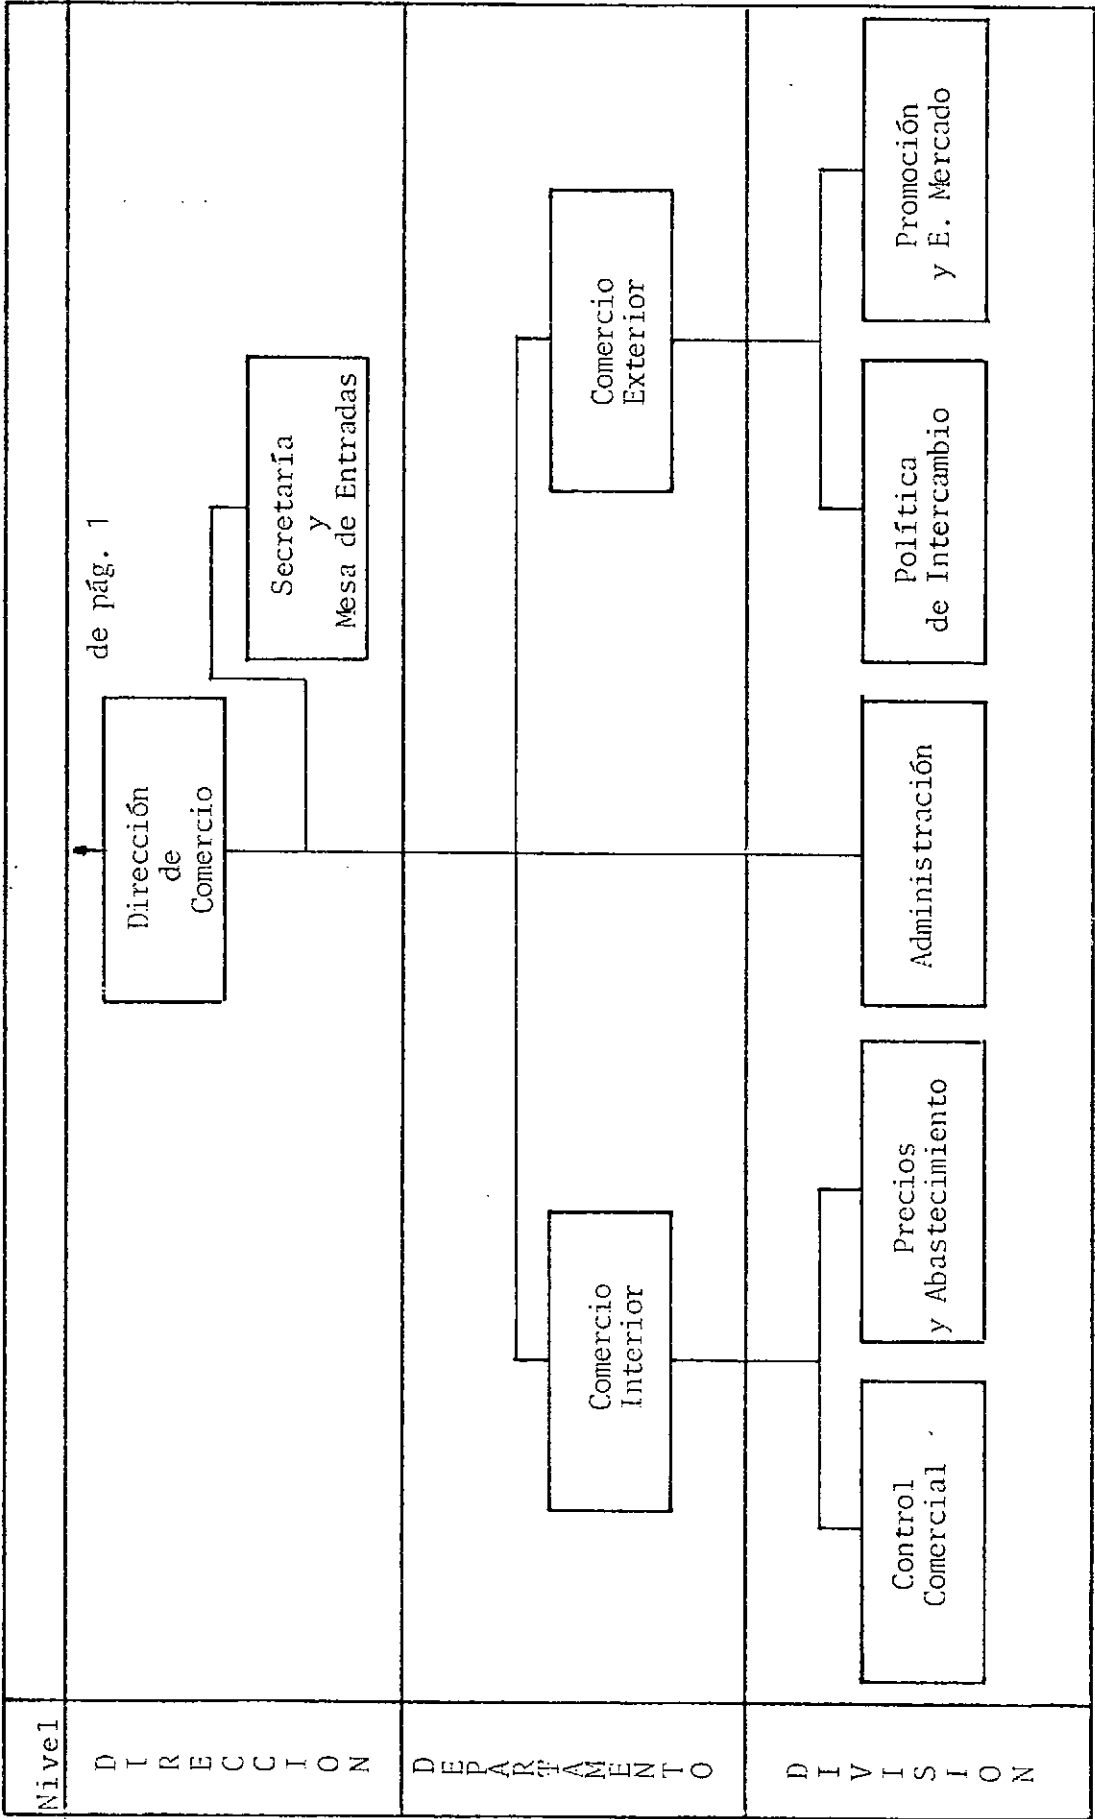 Nivel
DIRECCION
de pág. 1
Dirección
de
Comercio
Secretaría
y
Mesa de Entradas
DEPARTAMENTO
Comercio
Interior
Comercio
Exterior
DIVISION
Control
Comercial
Precios
y Abastecimiento
Administración
Política
de Intercambio
Promoción
y E. Mercado